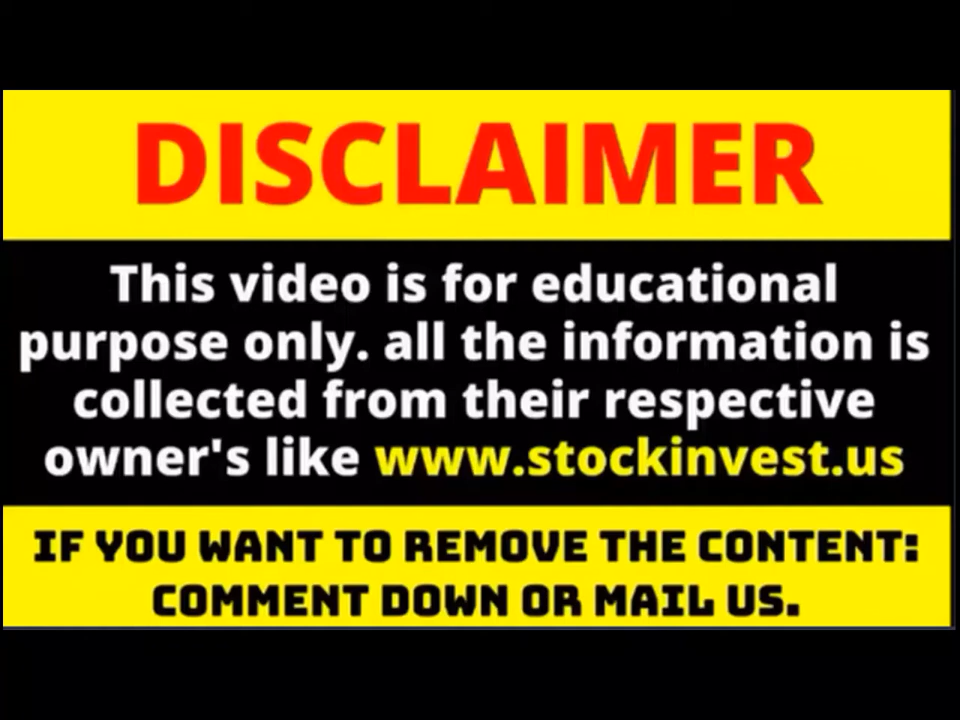 DISCLAIMER
This video is for educational
purpose only. all the information is
collected from their respective
owner's like www.stockinvest.us
IF YOU WANT TO REMOVE THE CONTENT:
COMMENT DOWN OR MAIL US.